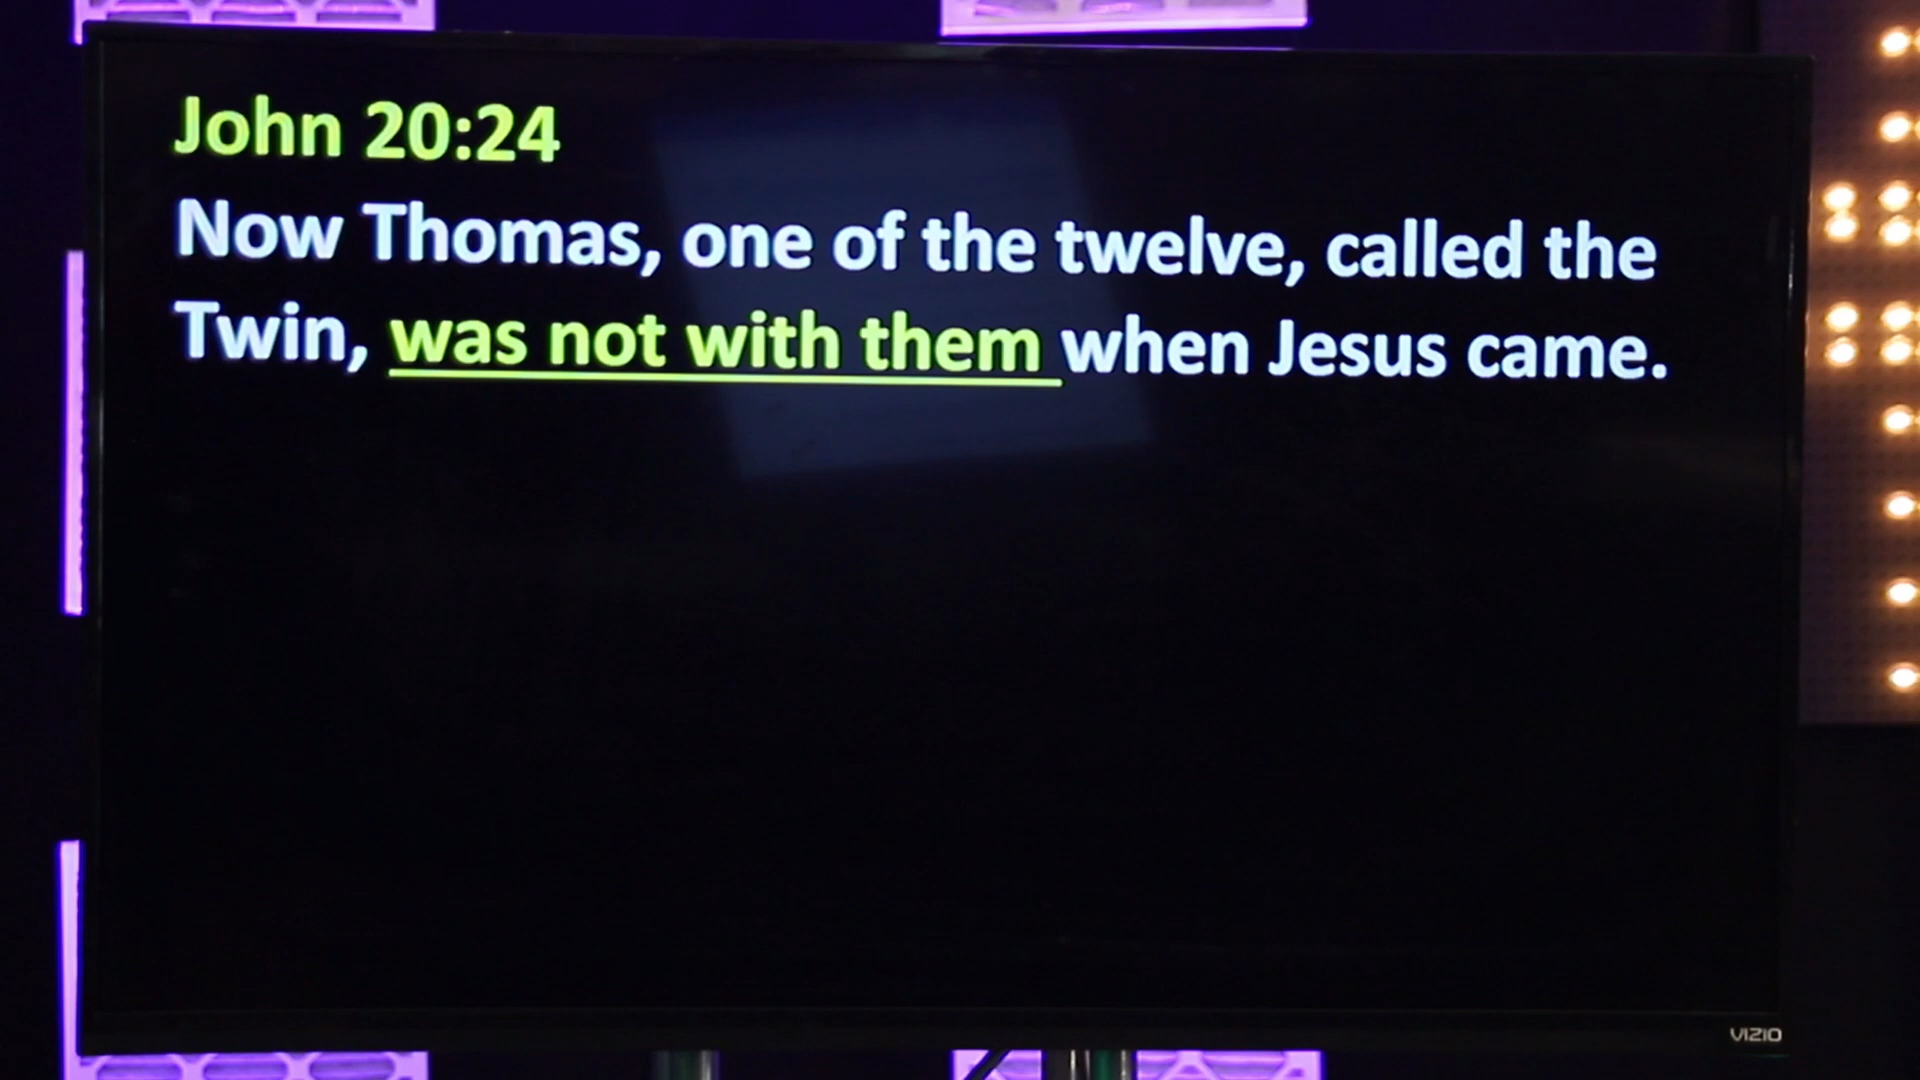 John 20:24
Now Thomas, one of the twelve, called the
Twin, was not with them when Jesus came.
VIZIO